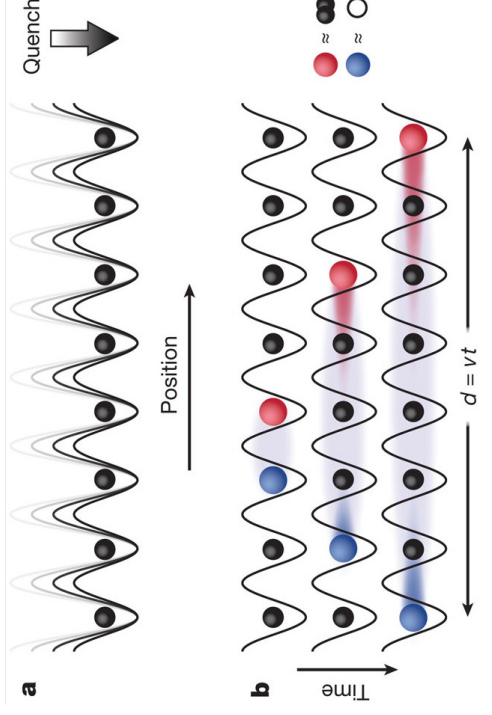 a
Quench
Position
b
≈
≈
Time
d = vt